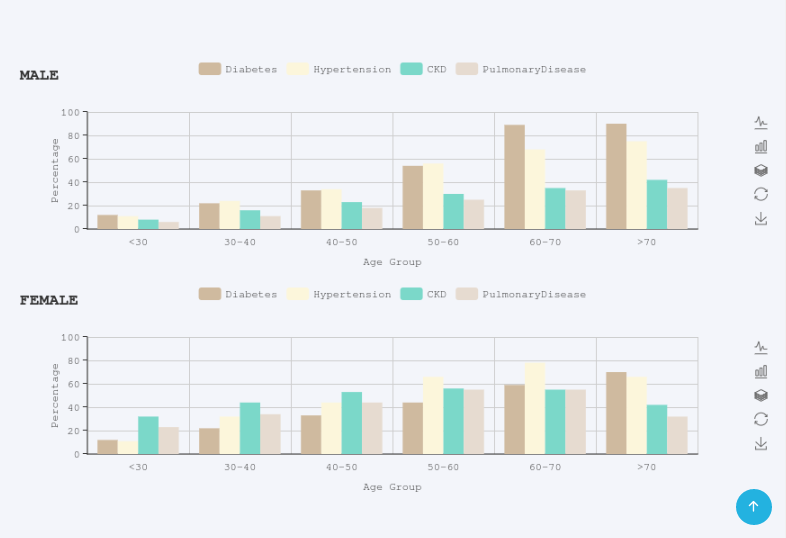 MALE
Diabetes Hypertension CKD PulmonaryDisease
Percentage
100
80
60
40
20
0
<30 30-40 40-50 50-60 60-70 >70
Age Group
FEMALE
Diabetes Hypertension CKD PulmonaryDisease
Percentage
100
80
60
40
20
0
<30 30-40 40-50 50-60 60-70 >70
Age Group